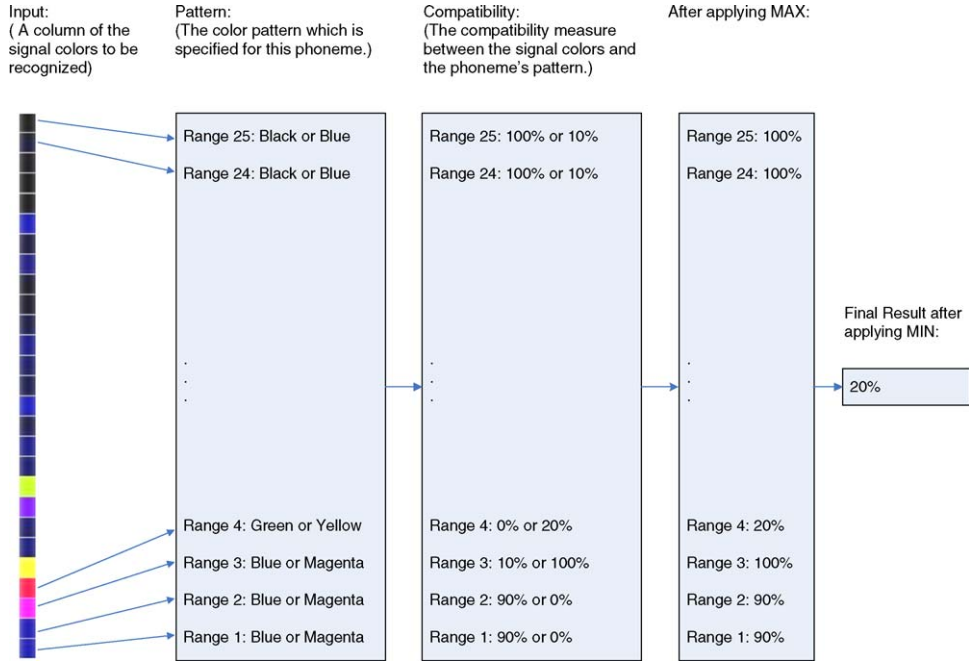 Input:
( A column of the
signal colors to be
recognized)
Pattern:
(The color pattern which is
specified for this phoneme.)
Compatibility:
(The compatibility measure
between the signal colors and
the phoneme's pattern.)
After applying MAX:
Range 25: Black or Blue
Range 24: Black or Blue
.
.
.
Range 4: Green or Yellow
Range 3: Blue or Magenta
Range 2: Blue or Magenta
Range 1: Blue or Magenta
Range 25: 100% or 10%
Range 24: 100% or 10%
.
.
.
Range 4: 0% or 20%
Range 3: 10% or 100%
Range 2: 90% or 0%
Range 1: 90% or 0%
Range 25: 100%
Range 24: 100%
.
.
.
Range 4: 20%
Range 3: 100%
Range 2: 90%
Range 1: 90%
Final Result after
applying MIN:
20%